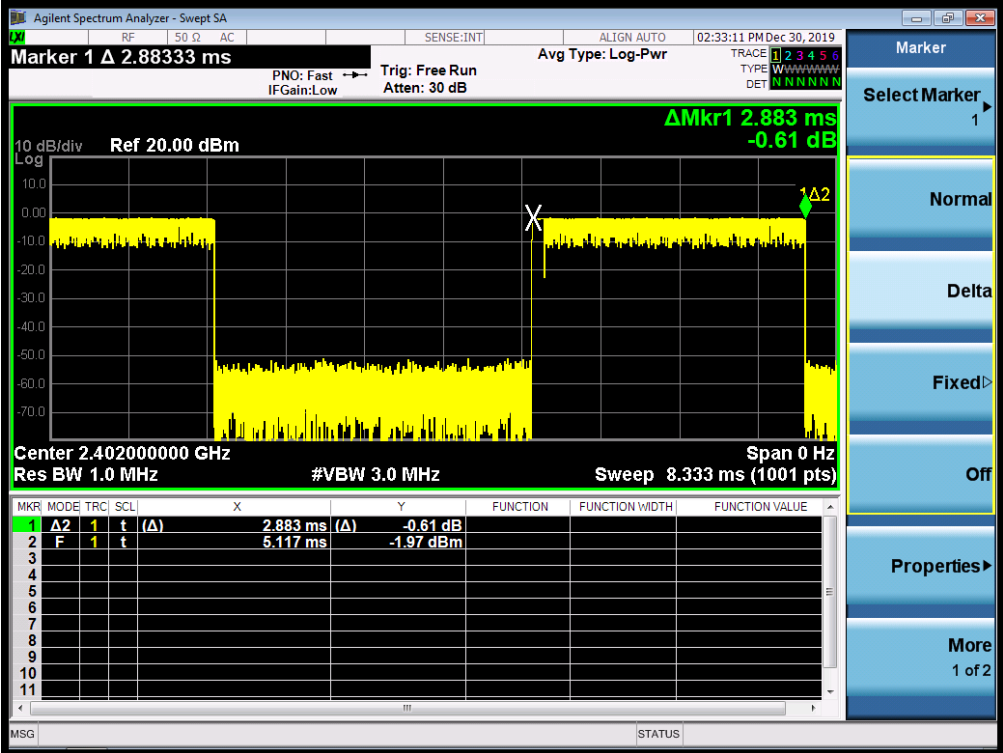 Agilent Spectrum Analyzer - Swept SA
LXI RF 50 Ω AC SENSE:INT ALIGN AUTO 02:33:11 PM Dec 30, 2019
Marker 1 Δ 2.88333 ms
PNO: Fast
IFGain:Low
Trig: Free Run
Atten: 30 dB
Avg Type: Log-Pwr
TRACE 1 2 3 4 5 6
TYPE WWWWWW
DET N N N N N N
ΔMkr1 2.883 ms
-0.61 dB
10 dB/div Ref 20.00 dBm
Log
10.0
0.00
-10.0
-20.0
-30.0
-40.0
-50.0
-60.0
-70.0
X
1Δ2
Center 2.402000000 GHz Span 0 Hz
Res BW 1.0 MHz #VBW 3.0 MHz Sweep 8.333 ms (1001 pts)
MKR MODE TRC SCL X Y FUNCTION FUNCTION WIDTH FUNCTION VALUE
1 Δ2 1 t (Δ) 2.883 ms (Δ) -0.61 dB
2 F 1 t 5.117 ms -1.97 dBm
3
4
5
6
7
8
9
10
11
MSG STATUS
Marker
Select Marker
1
Normal
Delta
Fixed
Off
Properties
More
1 of 2